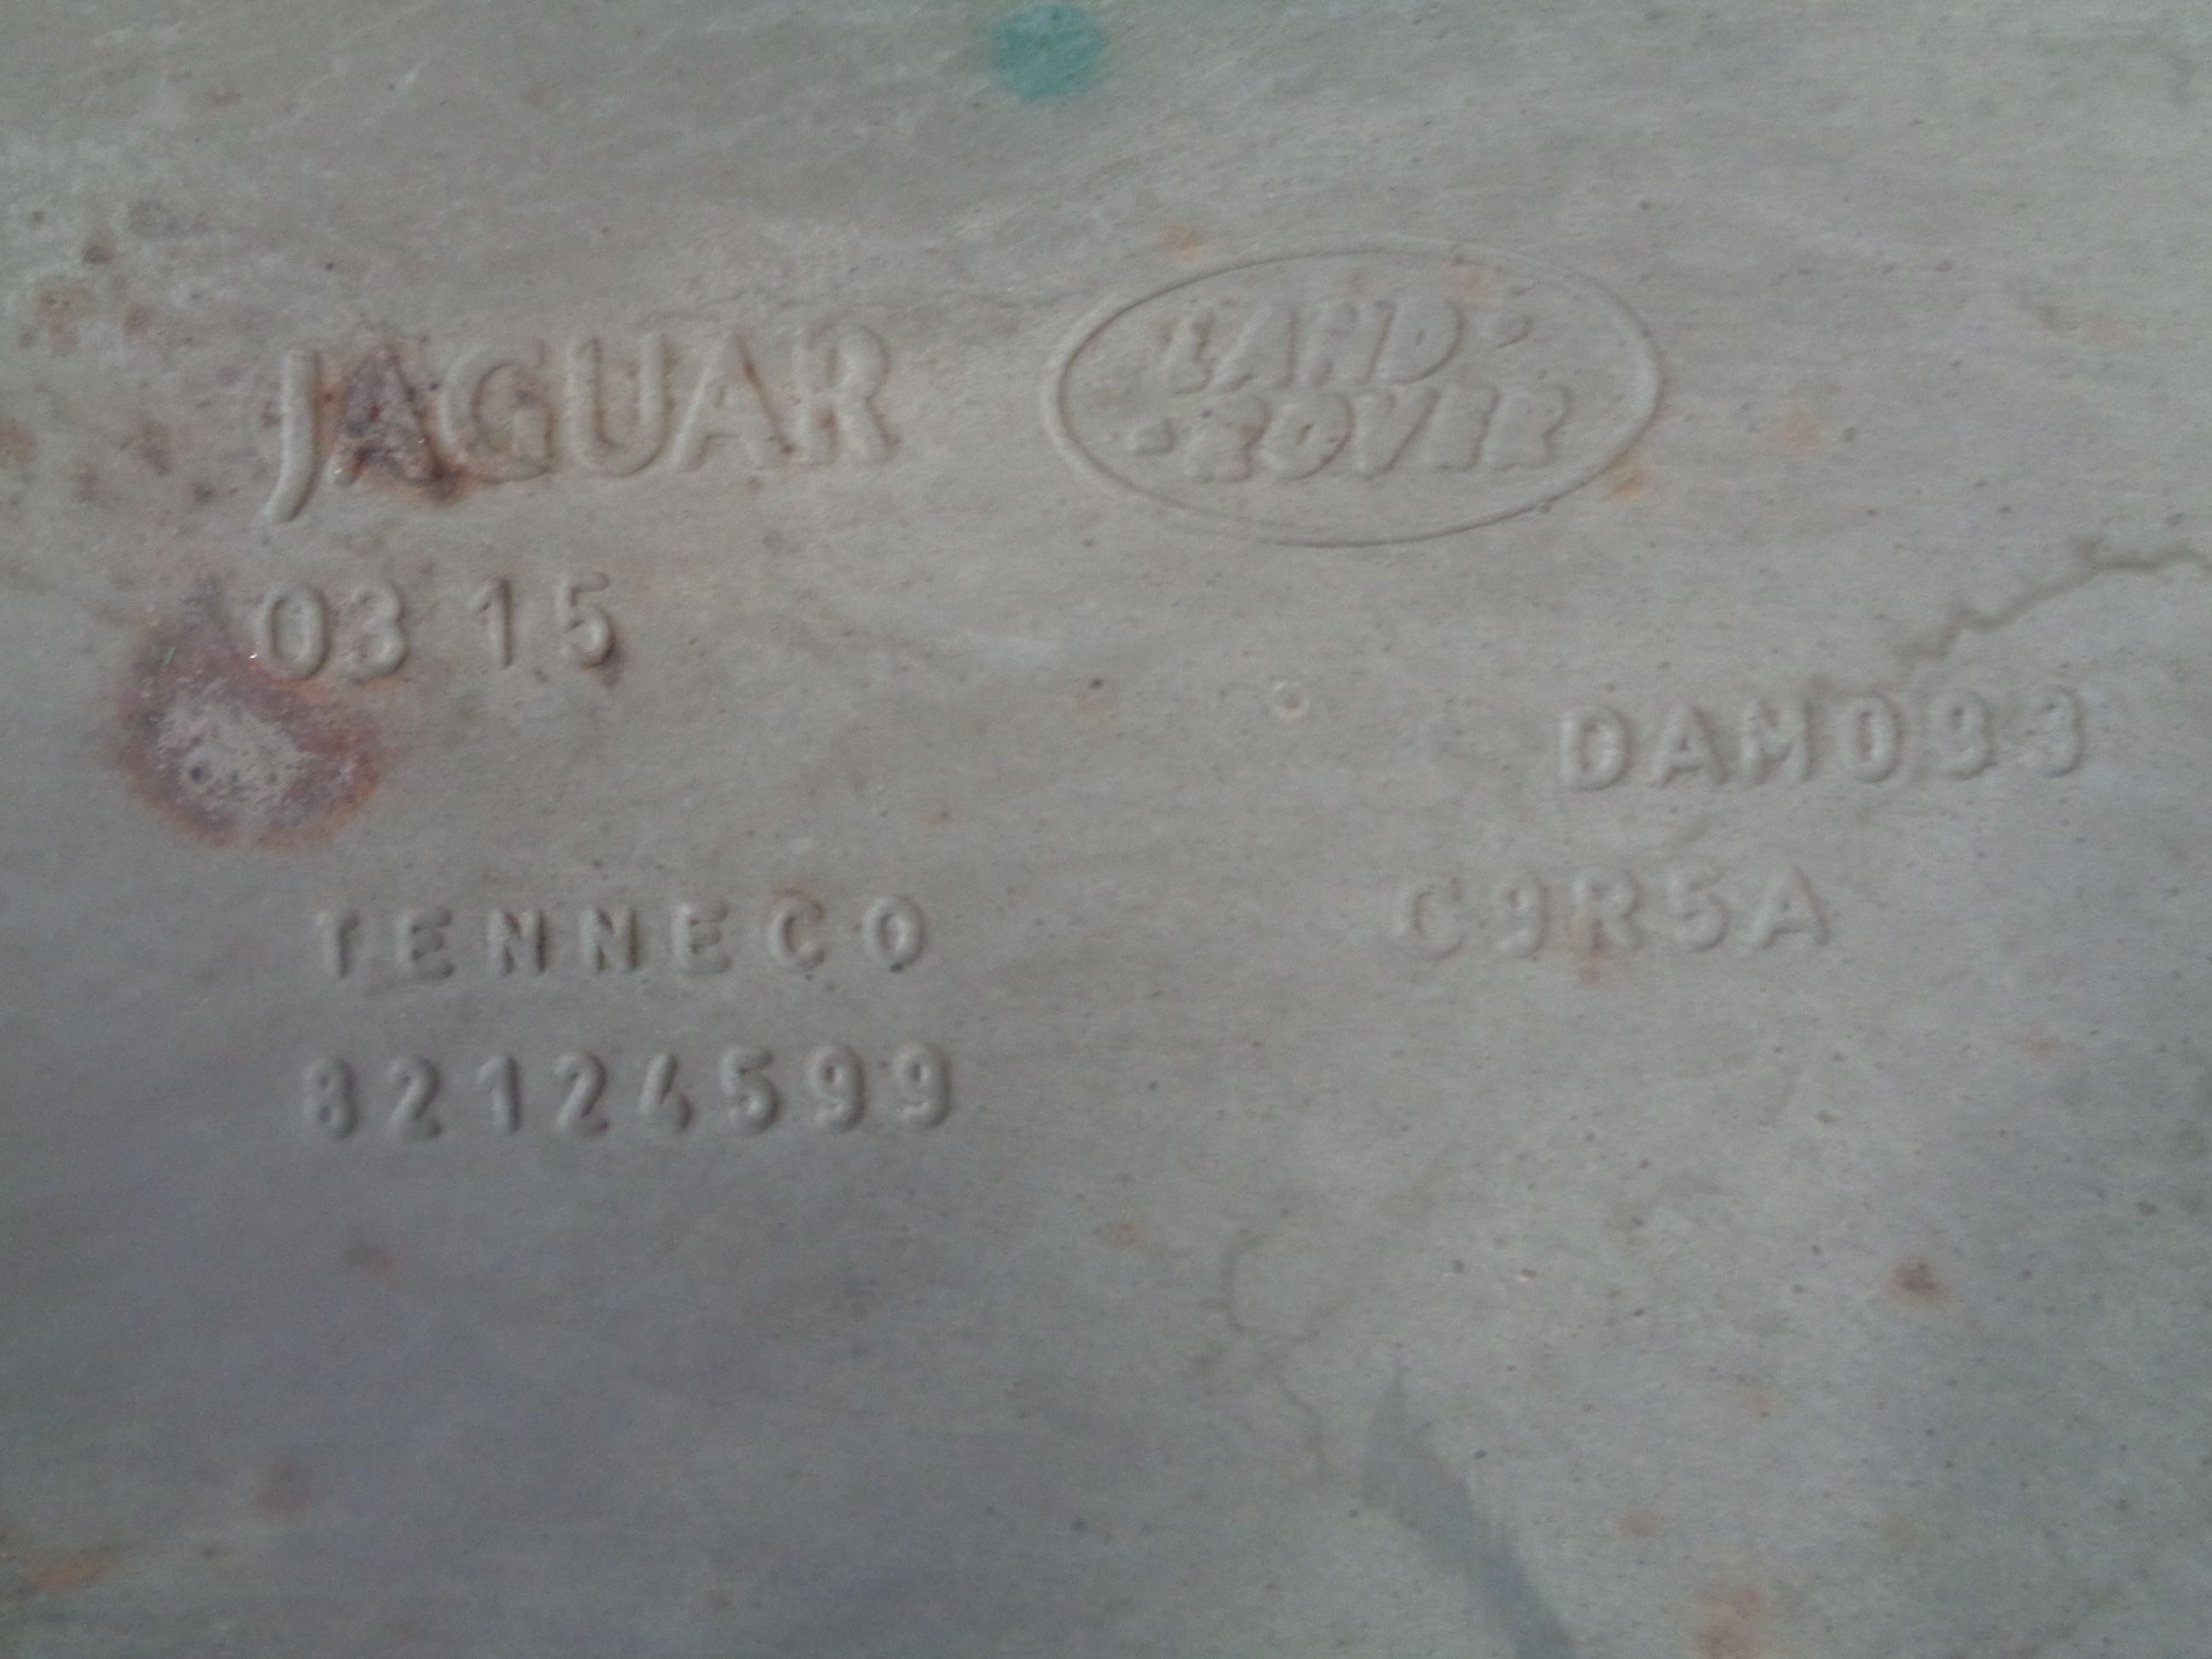 JAGUAR
LAND-
-ROVER
03 15
DAM093
TENNECO
C9R5A
82124599